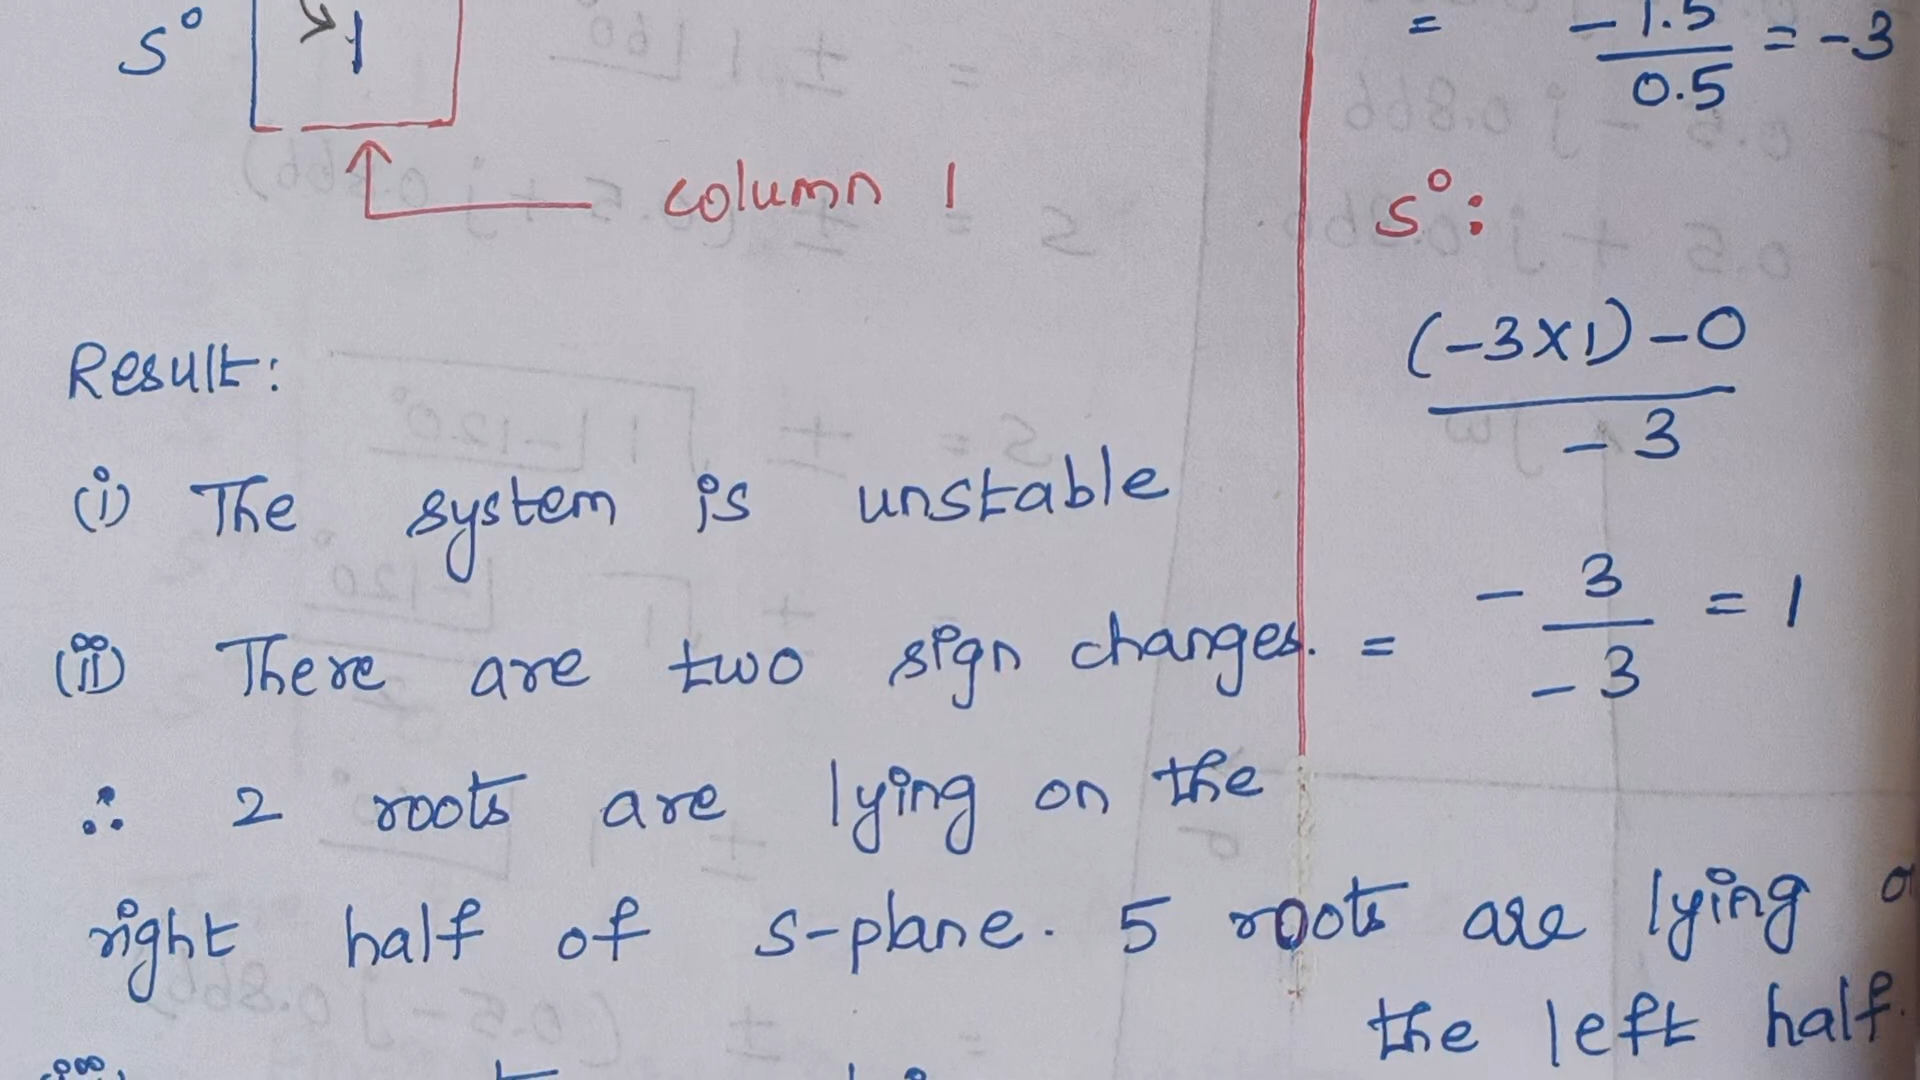 s° 1
= -1.5 / 0.5 = -3
column 1
s°:
(-3×1) - 0 / -3
Result:
(i) The system is unstable
(ii) There are two sign changes.
= -3 / -3 = 1
∴ 2 roots are lying on the
right half of s-plane. 5 roots are lying
the left half.